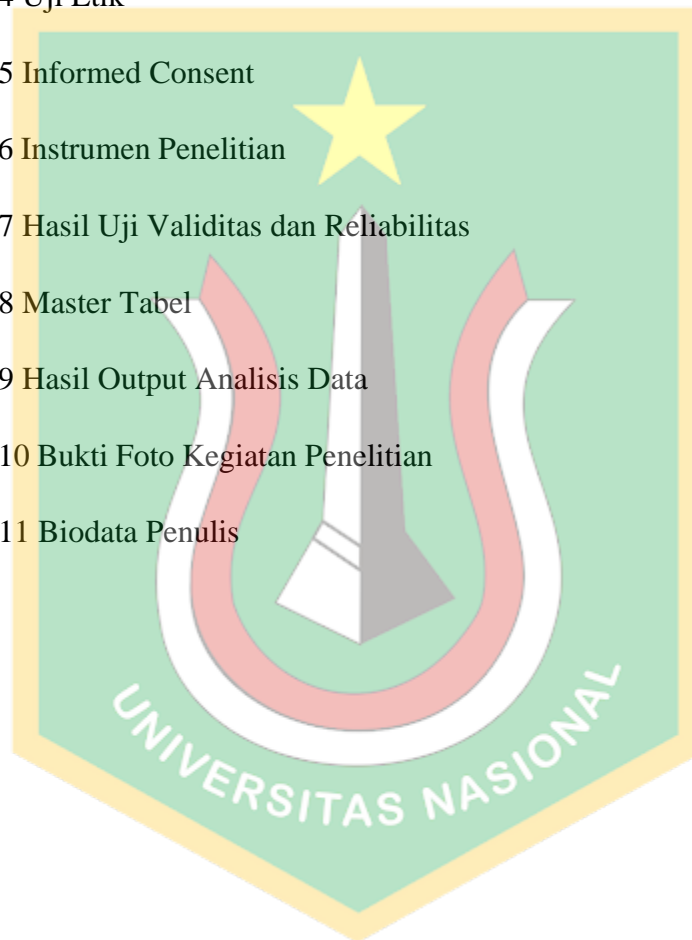 4 Uji Etik
5 Informed Consent
6 Instrumen Penelitian
7 Hasil Uji Validitas dan Reliabilitas
8 Master Tabel
9 Hasil Output Analisis Data
10 Bukti Foto Kegiatan Penelitian
11 Biodata Penulis
UNIVERSITAS NASIONAL